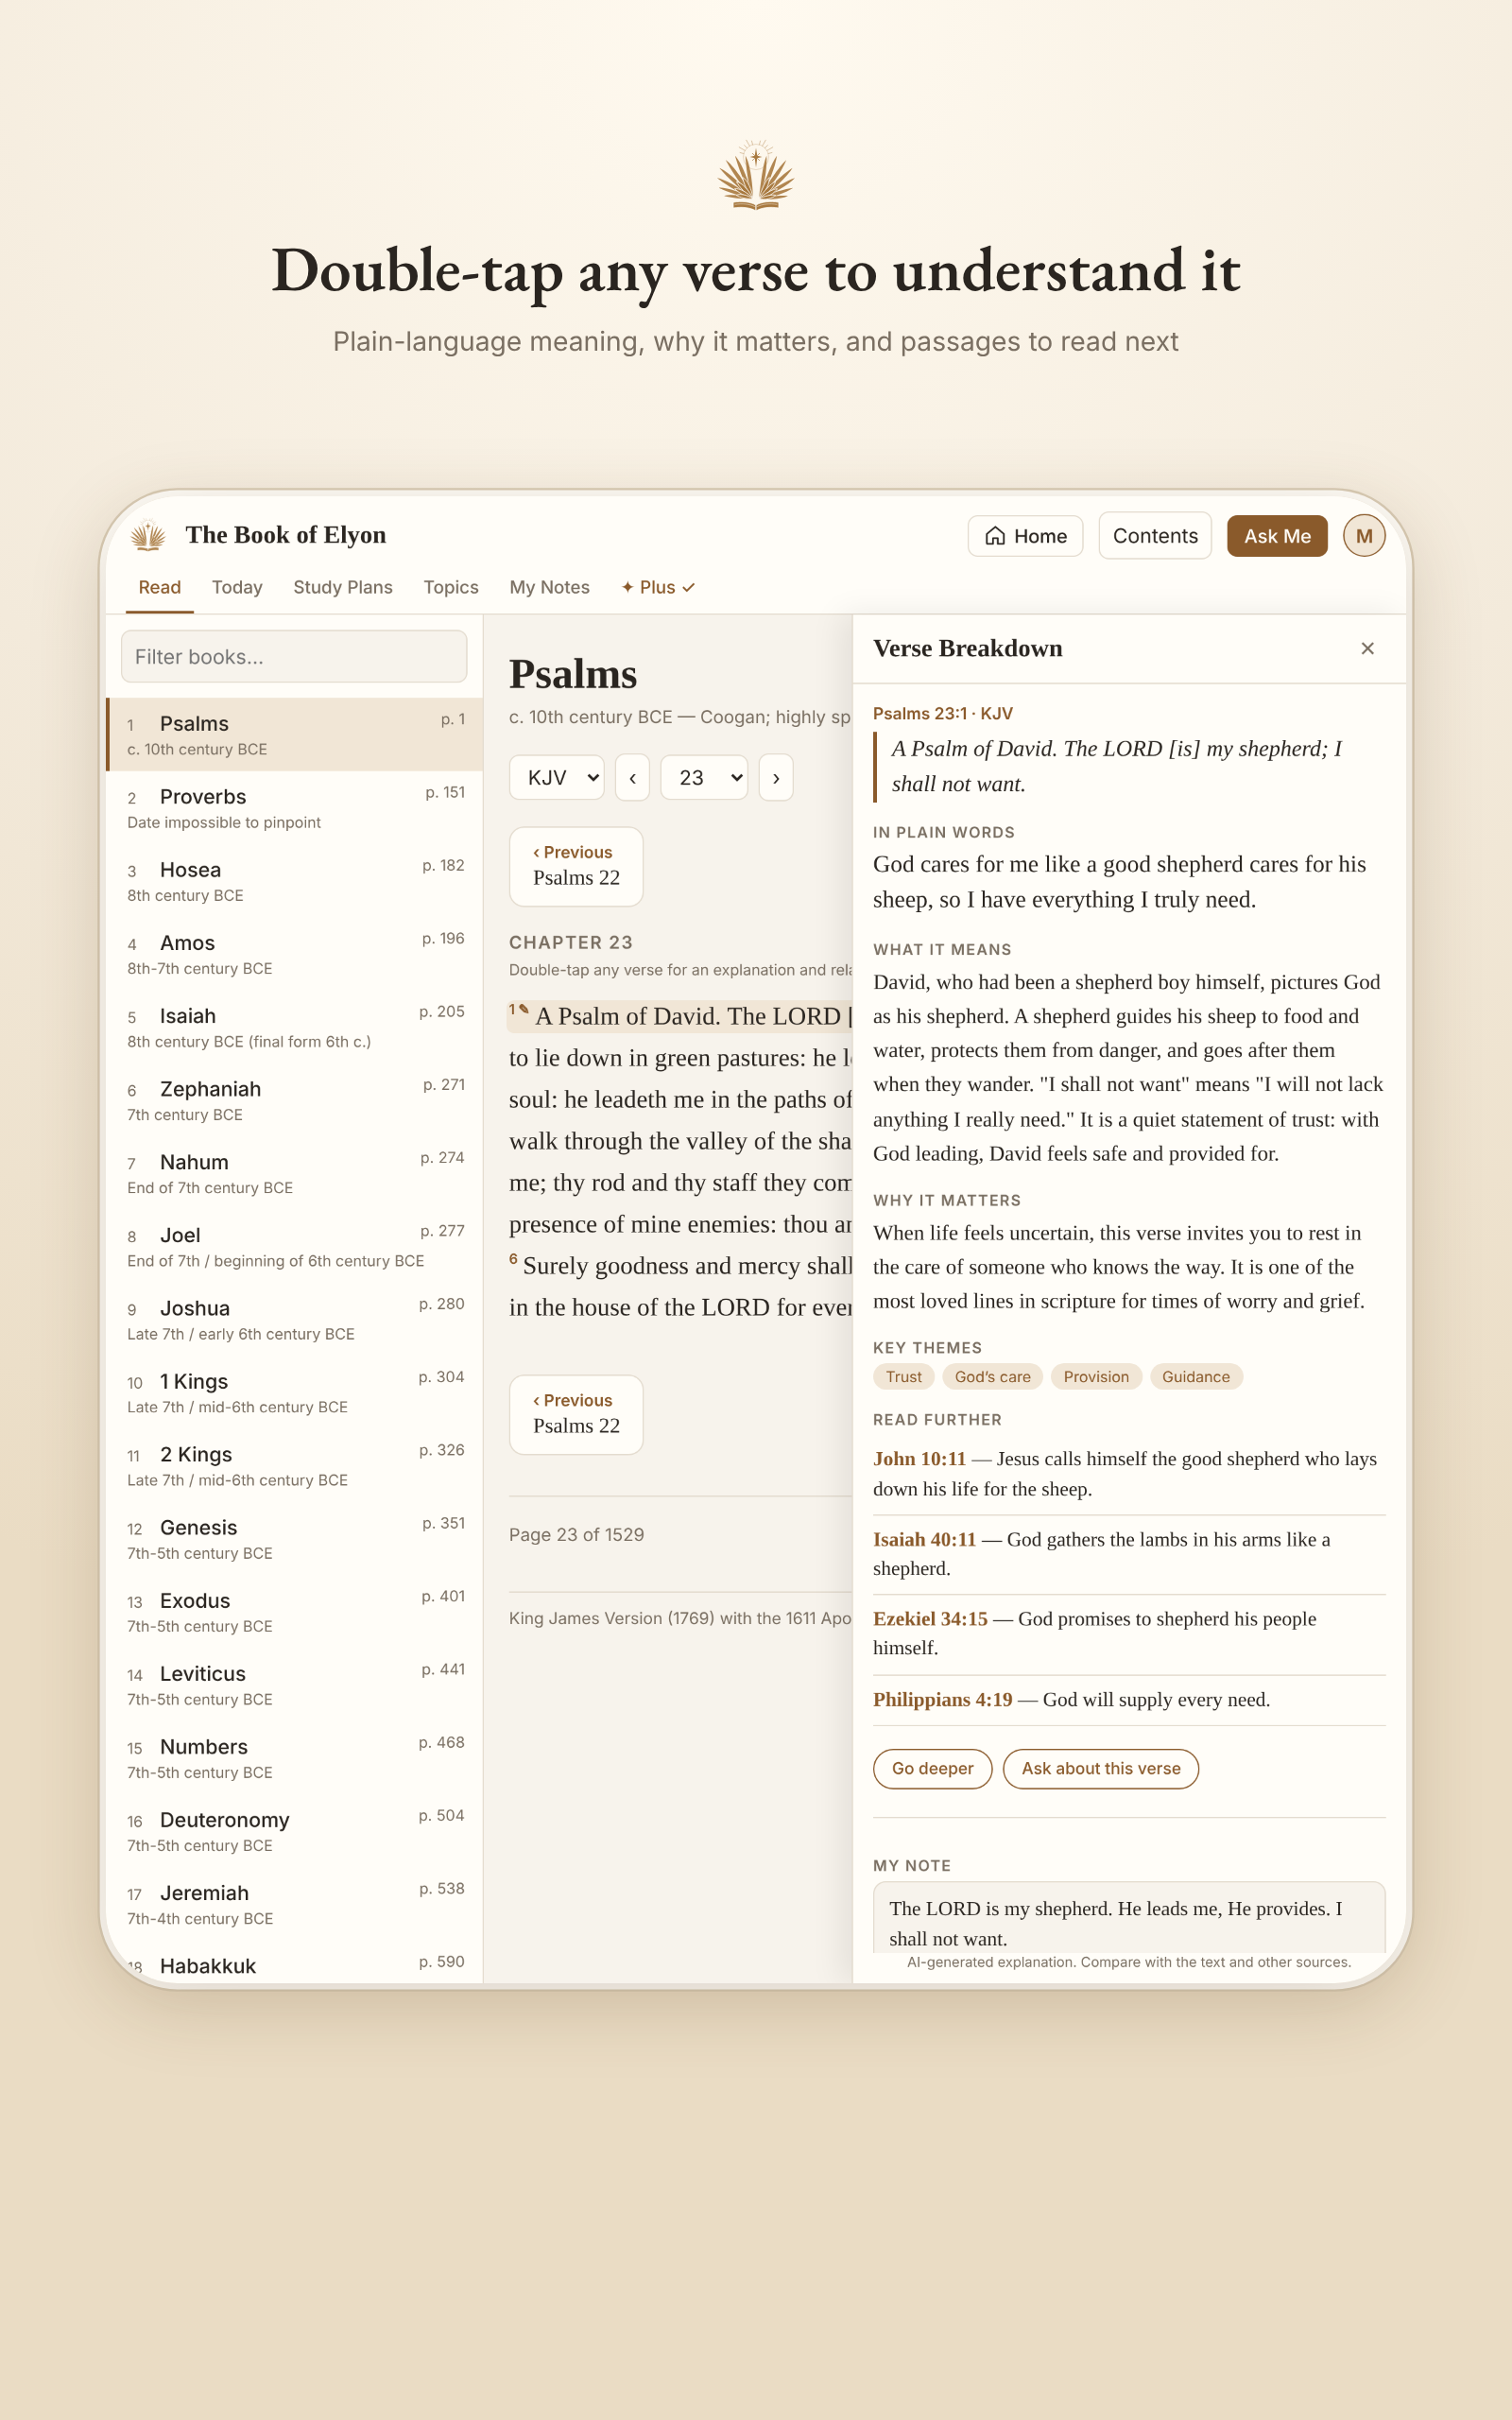 Double-tap any verse to understand it
Plain-language meaning, why it matters, and passages to read next
The Book of Elyon
Home
Contents
Ask Me
M
Read
Today
Study Plans
Topics
My Notes
✦ Plus ✓
Filter books...
1 Psalms p. 1
c. 10th century BCE
2 Proverbs p. 151
Date impossible to pinpoint
3 Hosea p. 182
8th century BCE
4 Amos p. 196
8th-7th century BCE
5 Isaiah p. 205
8th century BCE (final form 6th c.)
6 Zephaniah p. 271
7th century BCE
7 Nahum p. 274
End of 7th century BCE
8 Joel p. 277
End of 7th / beginning of 6th century BCE
9 Joshua p. 280
Late 7th / early 6th century BCE
10 1 Kings p. 304
Late 7th / mid-6th century BCE
11 2 Kings p. 326
Late 7th / mid-6th century BCE
12 Genesis p. 351
7th-5th century BCE
13 Exodus p. 401
7th-5th century BCE
14 Leviticus p. 441
7th-5th century BCE
15 Numbers p. 468
7th-5th century BCE
16 Deuteronomy p. 504
7th-5th century BCE
17 Jeremiah p. 538
7th-4th century BCE
18 Habakkuk p. 590
Psalms
c. 10th century BCE — Coogan; highly sp
KJV
‹
23
›
‹ Previous
Psalms 22
CHAPTER 23
Double-tap any verse for an explanation and rela
1 ✎ A Psalm of David. The LORD [
to lie down in green pastures: he l
soul: he leadeth me in the paths of
walk through the valley of the sha
me; thy rod and thy staff they com
presence of mine enemies: thou an
6 Surely goodness and mercy shall
in the house of the LORD for ever
‹ Previous
Psalms 22
Page 23 of 1529
King James Version (1769) with the 1611 Apo
Verse Breakdown
×
Psalms 23:1 · KJV
A Psalm of David. The LORD [is] my shepherd; I
shall not want.
IN PLAIN WORDS
God cares for me like a good shepherd cares for his
sheep, so I have everything I truly need.
WHAT IT MEANS
David, who had been a shepherd boy himself, pictures God
as his shepherd. A shepherd guides his sheep to food and
water, protects them from danger, and goes after them
when they wander. "I shall not want" means "I will not lack
anything I really need." It is a quiet statement of trust: with
God leading, David feels safe and provided for.
WHY IT MATTERS
When life feels uncertain, this verse invites you to rest in
the care of someone who knows the way. It is one of the
most loved lines in scripture for times of worry and grief.
KEY THEMES
Trust
God's care
Provision
Guidance
READ FURTHER
John 10:11 — Jesus calls himself the good shepherd who lays
down his life for the sheep.
Isaiah 40:11 — God gathers the lambs in his arms like a
shepherd.
Ezekiel 34:15 — God promises to shepherd his people
himself.
Philippians 4:19 — God will supply every need.
Go deeper
Ask about this verse
MY NOTE
The LORD is my shepherd. He leads me, He provides. I
shall not want.
AI-generated explanation. Compare with the text and other sources.